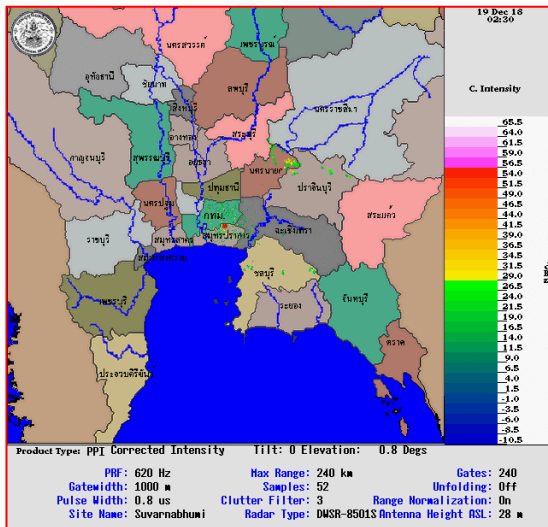 19 Dec 18
02:30
C. Intensity
นครสวรรค์
เพชรบูรณ์
อุทัยธานี
ชัยนาท
ลพบุรี
สิงห์บุรี
นครราชสีมา
อ่างทอง
สระบุรี
กาญจนบุรี
สุพรรณบุรี
อยุธยา
นครนายก
ปราจีนบุรี
ปทุมธานี
นครปฐม
กทม.
สระแก้ว
ราชบุรี
สมุทรสาคร
สมุทรปราการ
ฉะเชิงเทรา
ชลบุรี
เพชรบุรี
ระยอง
จันทบุรี
ตราด
ประจวบคีรีขันธ์
65.5
64.0
61.5
59.0
56.5
54.0
51.5
49.0
46.5
44.0
41.5
39.0
36.5
34.0
31.5
29.0
26.5
24.0
21.5
19.0
16.5
14.0
11.5
9.0
6.5
4.0
1.5
-1.0
-3.5
-6.0
-8.5
-10.5
Product Type: PPI Corrected Intensity Tilt: 0 Elevation: 0.8 Degs
PRF: 620 Hz Max Range: 240 km Gates: 240
Gatewidth: 1000 m Samples: 52 Unfolding: Off
Pulse Width: 0.8 us Clutter Filter: 3 Range Normalization: On
Site Name: Suvarnabhumi Radar Type: DWSR-8501S Antenna Height ASL: 28 m